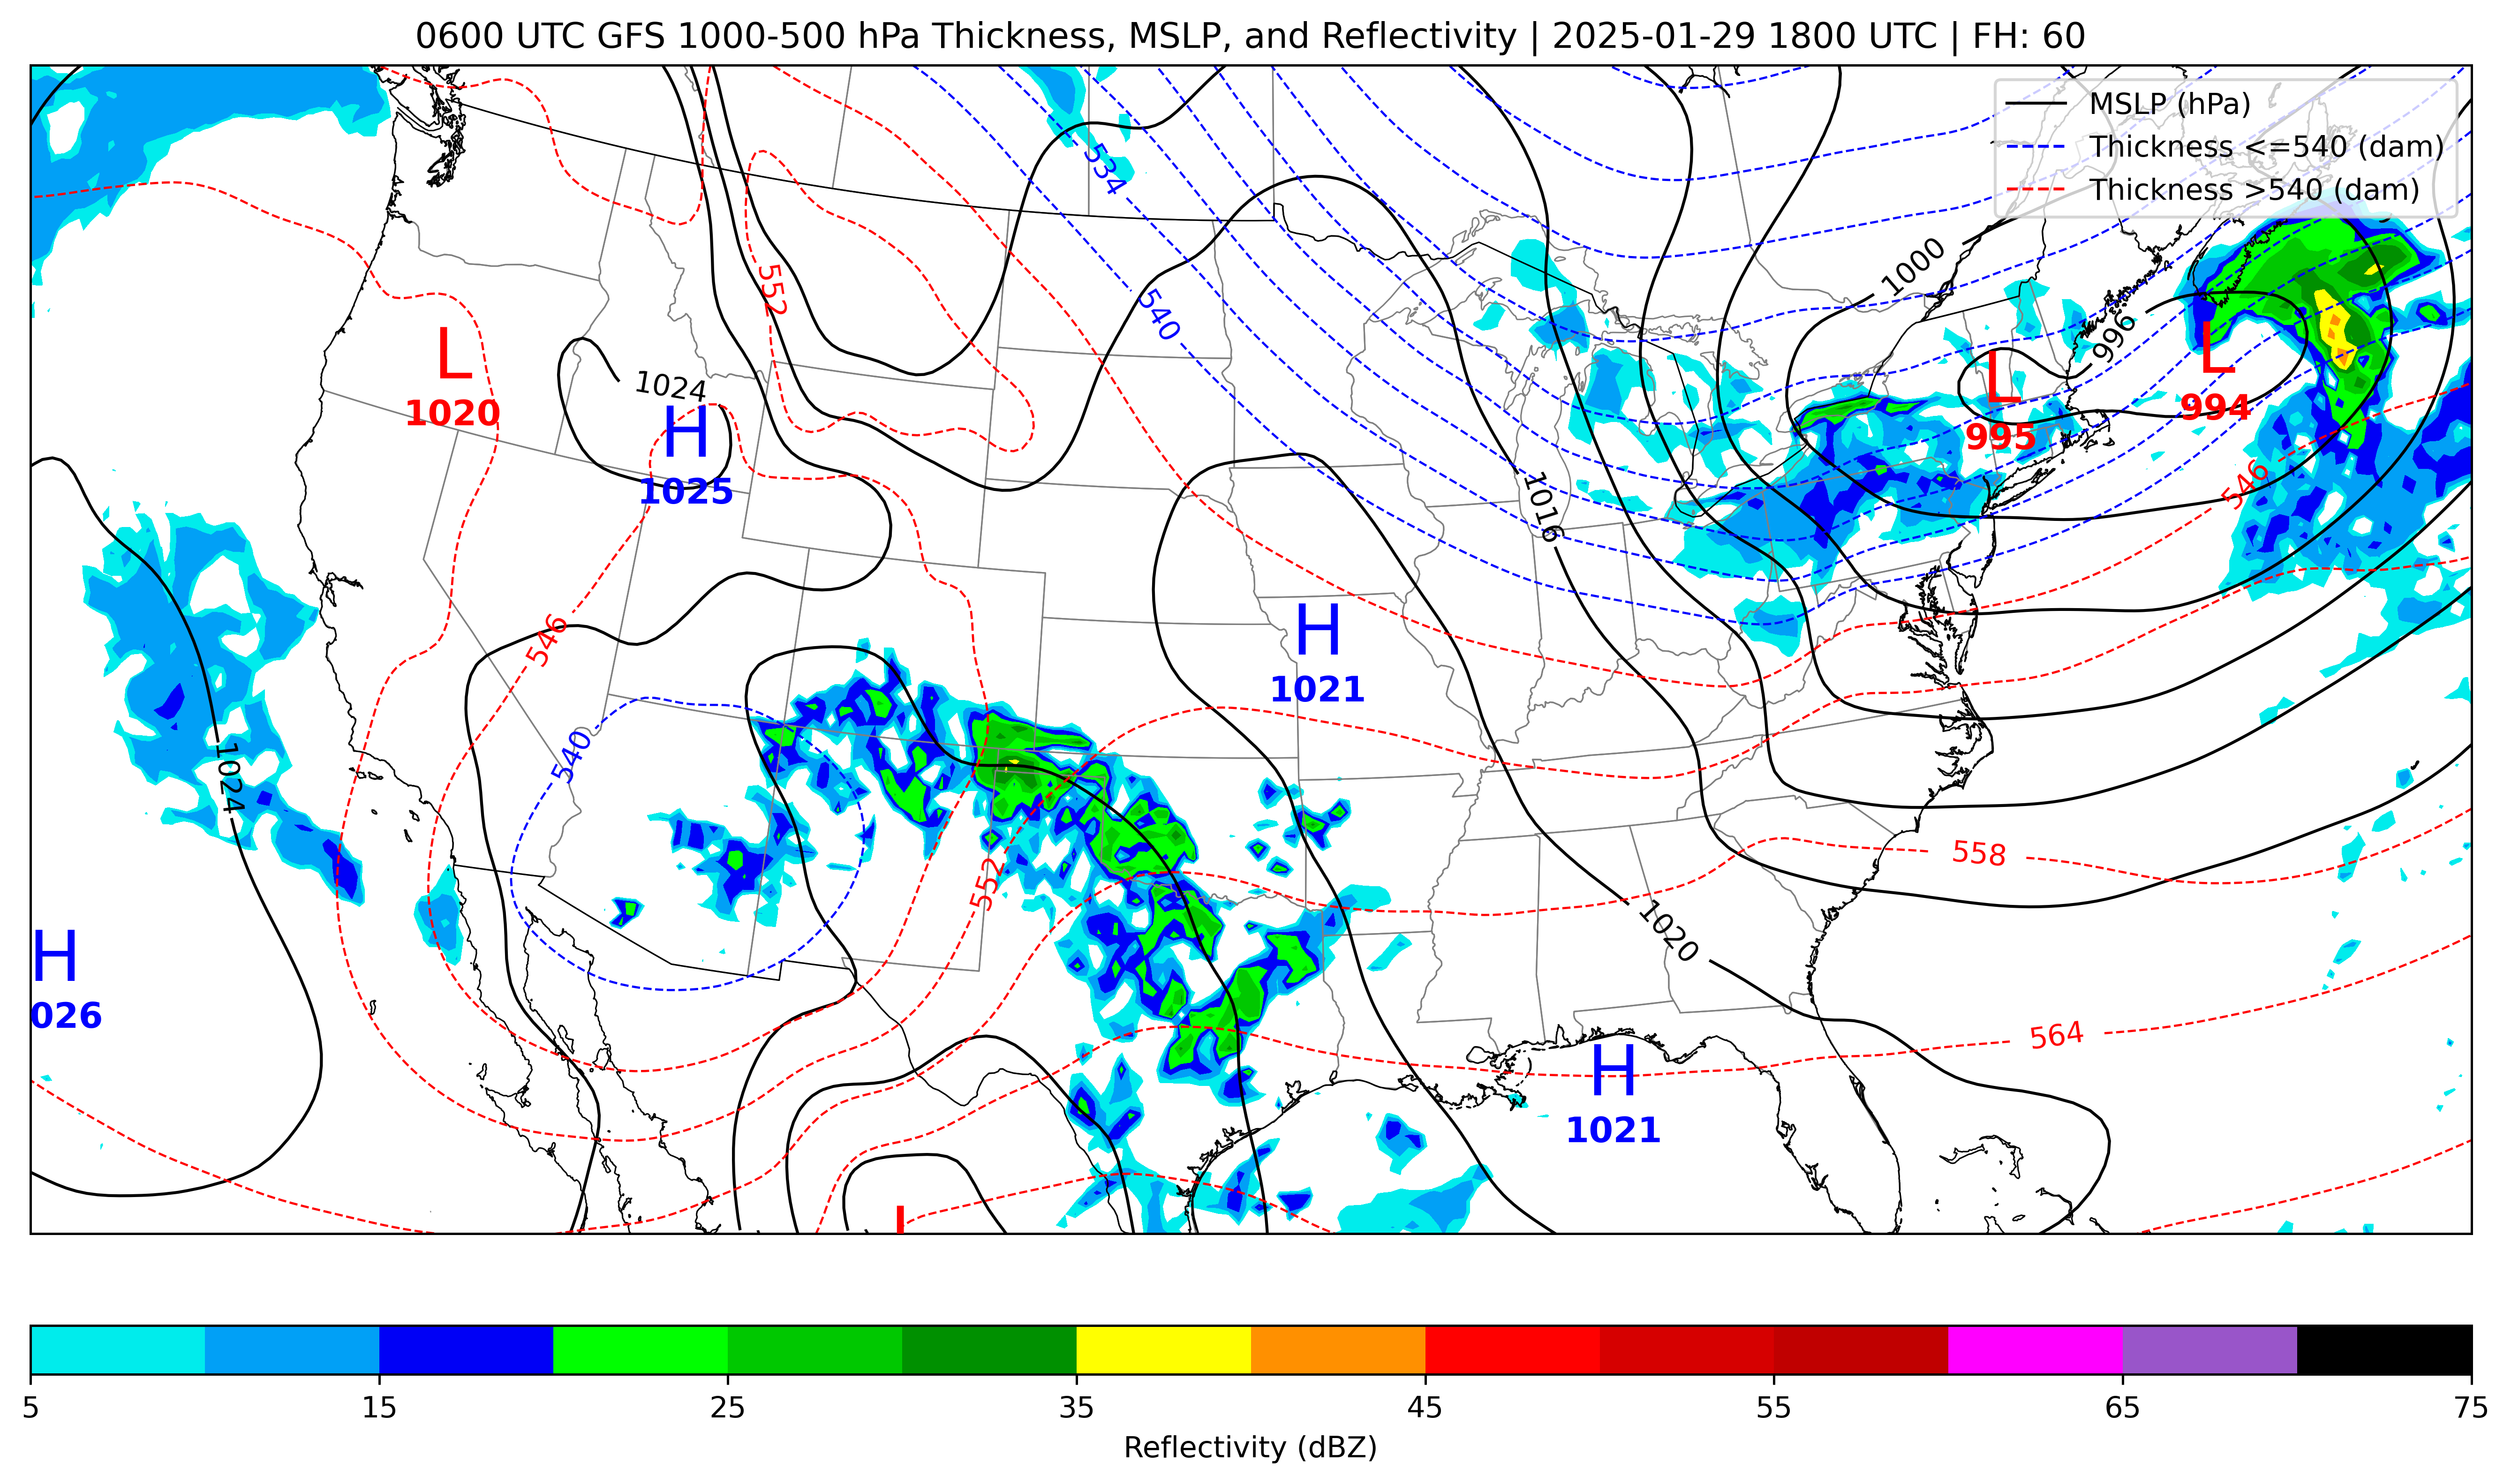 0600 UTC GFS 1000-500 hPa Thickness, MSLP, and Reflectivity | 2025-01-29 1800 UTC | FH: 60
MSLP (hPa)
Thickness <=540 (dam)
Thickness >540 (dam)
534
1000
552
540
996
L
1020
1024
H
1025
L
995
L
994
546
1016
546
H
1021
540
1024
552
558
1020
H
026
564
H
1021
L
5 15 25 35 45 55 65 75
Reflectivity (dBZ)